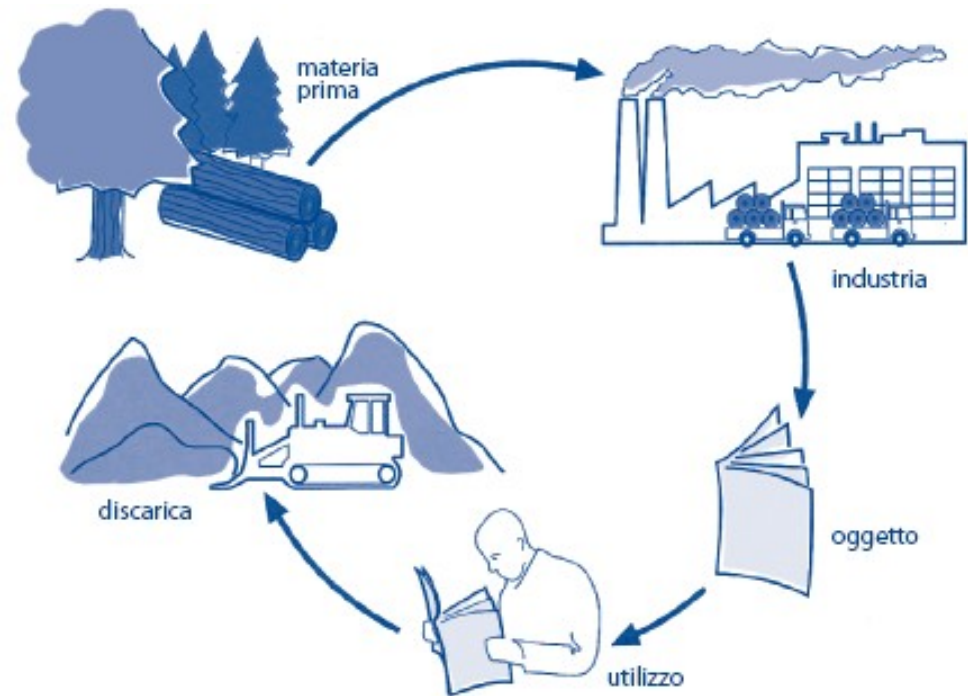 materia
prima
industria
oggetto
utilizzo
discarica